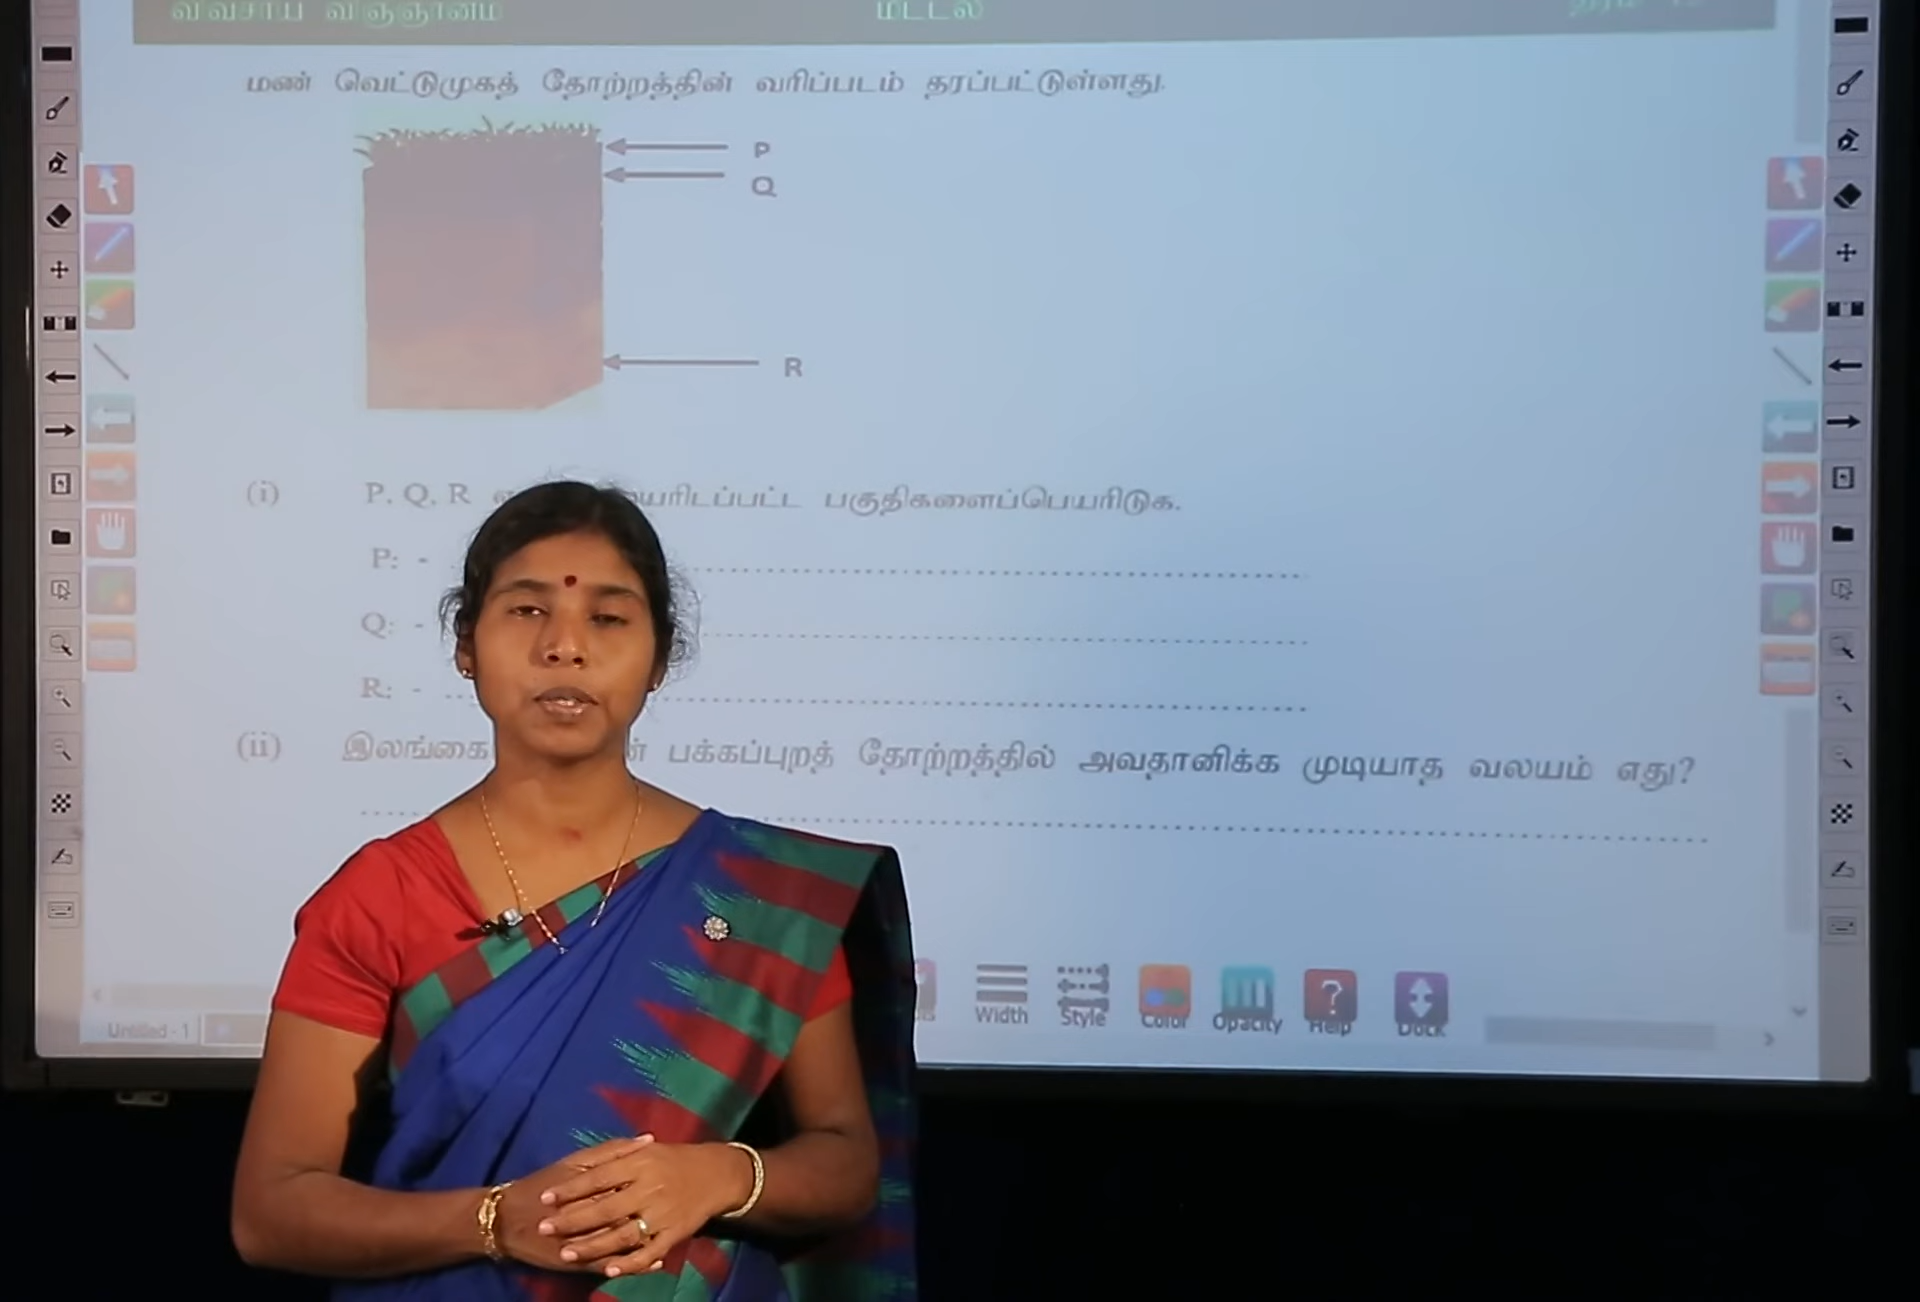 விவசாய விஞ்ஞானம் மீட்டல்
மண் வெட்டுமுகத் தோற்றத்தின் வரிப்படம் தரப்பட்டுள்ளது.
P
Q
R
(i) P, Q, R பெயரிடப்பட்ட பகுதிகளைப்பெயரிடுக.
P: -
Q: -
R: -
(ii) இலங்கை பக்கப்புறத் தோற்றத்தில் அவதானிக்க முடியாத வலயம் எது?
Width Style Color Opacity Help Dock
Untitled - 1